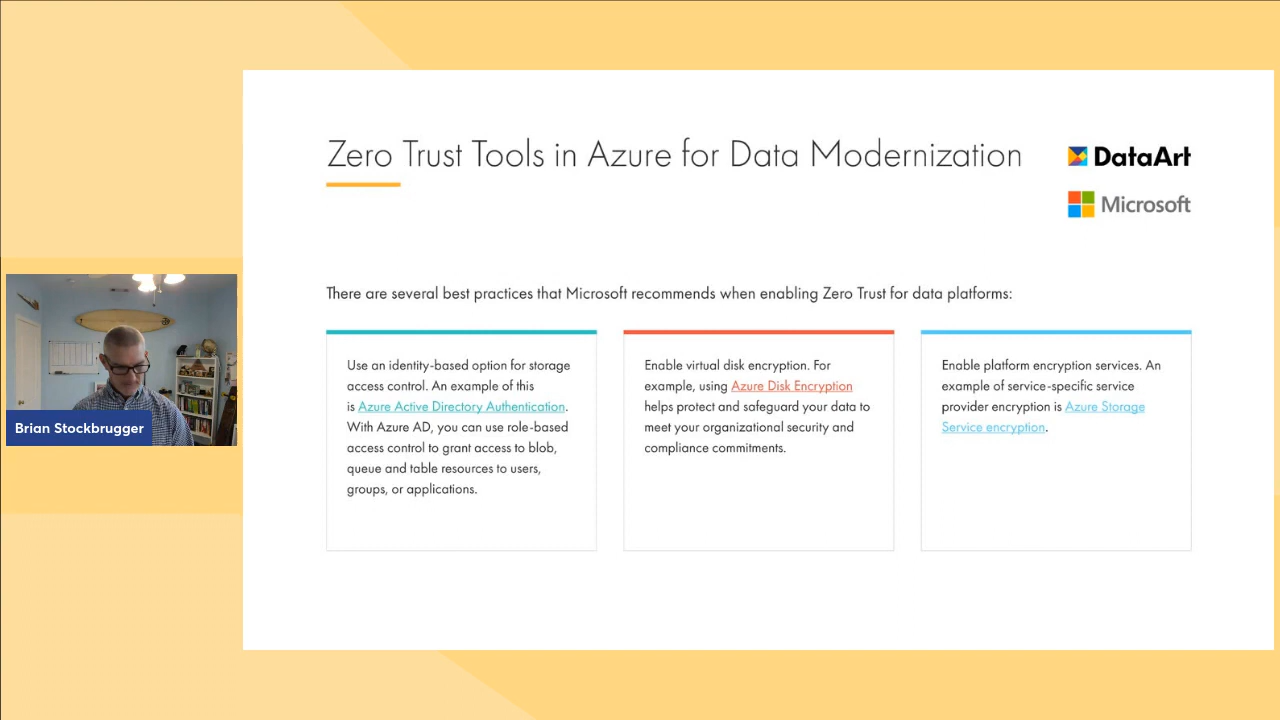 Zero Trust Tools in Azure for Data Modernization
DataArt
Microsoft
There are several best practices that Microsoft recommends when enabling Zero Trust for data platforms:
Use an identity-based option for storage
access control. An example of this
is Azure Active Directory Authentication.
With Azure AD, you can use role-based
access control to grant access to blob,
queue and table resources to users,
groups, or applications.
Enable virtual disk encryption. For
example, using Azure Disk Encryption
helps protect and safeguard your data to
meet your organizational security and
compliance commitments.
Enable platform encryption services. An
example of service-specific service
provider encryption is Azure Storage
Service encryption.
Brian Stockbrugger